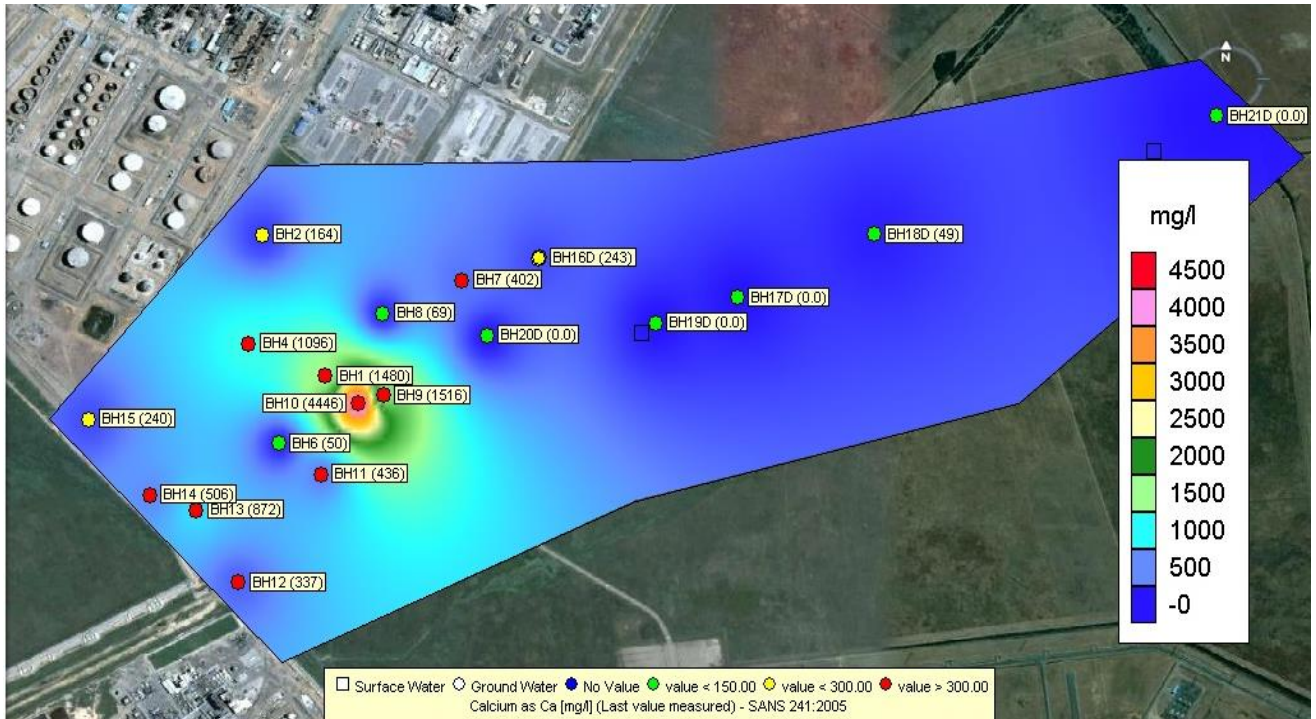 N
BH21D (0.0)
BH2 (164)
BH18D (49)
BH16D (243)
BH7 (402)
BH17D (0.0)
BH8 (69)
BH19D (0.0)
BH20D (0.0)
BH4 (1096)
BH1 (1480)
BH9 (1516)
BH10 (4446)
BH15 (240)
BH6 (50)
BH11 (436)
BH14 (506)
BH13 (872)
BH12 (337)
mg/l
4500
4000
3500
3000
2500
2000
1500
1000
500
-0
Surface Water Ground Water No Value value < 150.00 value < 300.00 value > 300.00
Calcium as Ca [mg/l] (Last value measured) - SANS 241:2005